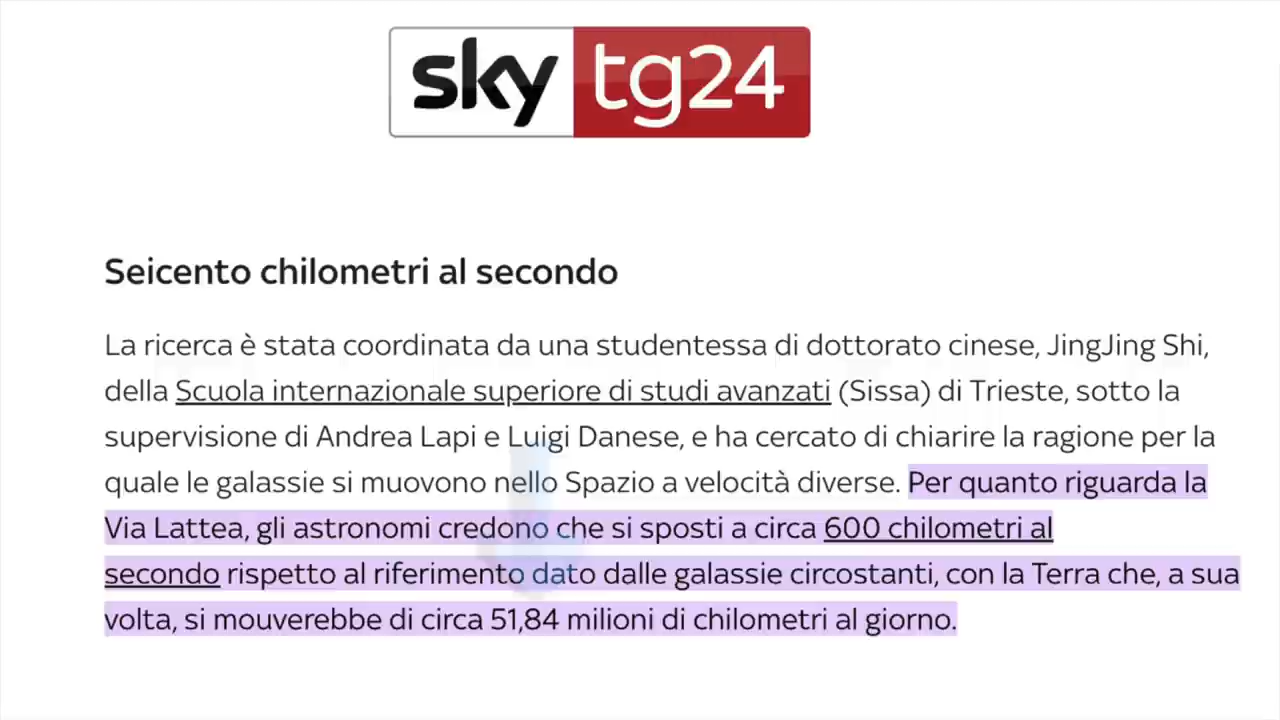 sky tg24
Seicento chilometri al secondo
La ricerca è stata coordinata da una studentessa di dottorato cinese, JingJing Shi,
della Scuola internazionale superiore di studi avanzati (Sissa) di Trieste, sotto la
supervisione di Andrea Lapi e Luigi Danese, e ha cercato di chiarire la ragione per la
quale le galassie si muovono nello Spazio a velocità diverse. Per quanto riguarda la
Via Lattea, gli astronomi credono che si sposti a circa 600 chilometri al
secondo rispetto al riferimento dato dalle galassie circostanti, con la Terra che, a sua
volta, si mouverebbe di circa 51,84 milioni di chilometri al giorno.